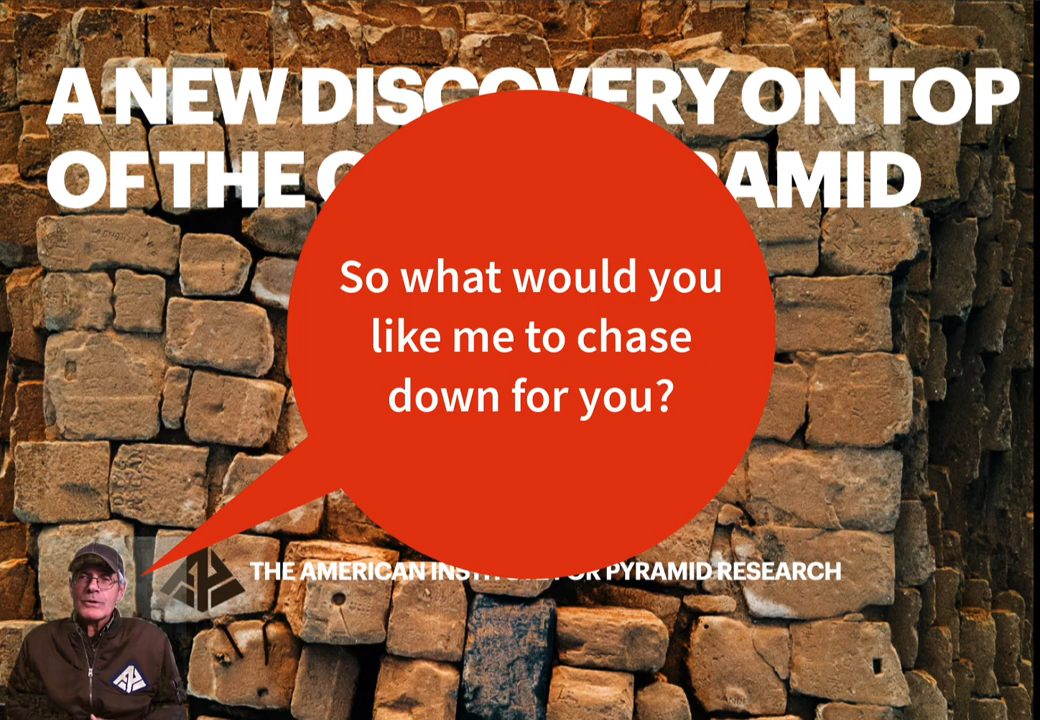 A NEW DISCOVERY ON TOP
OF THE
So what would you
like me to chase
down for you?
THE AMERICAN FOR PYRAMID RESEARCH